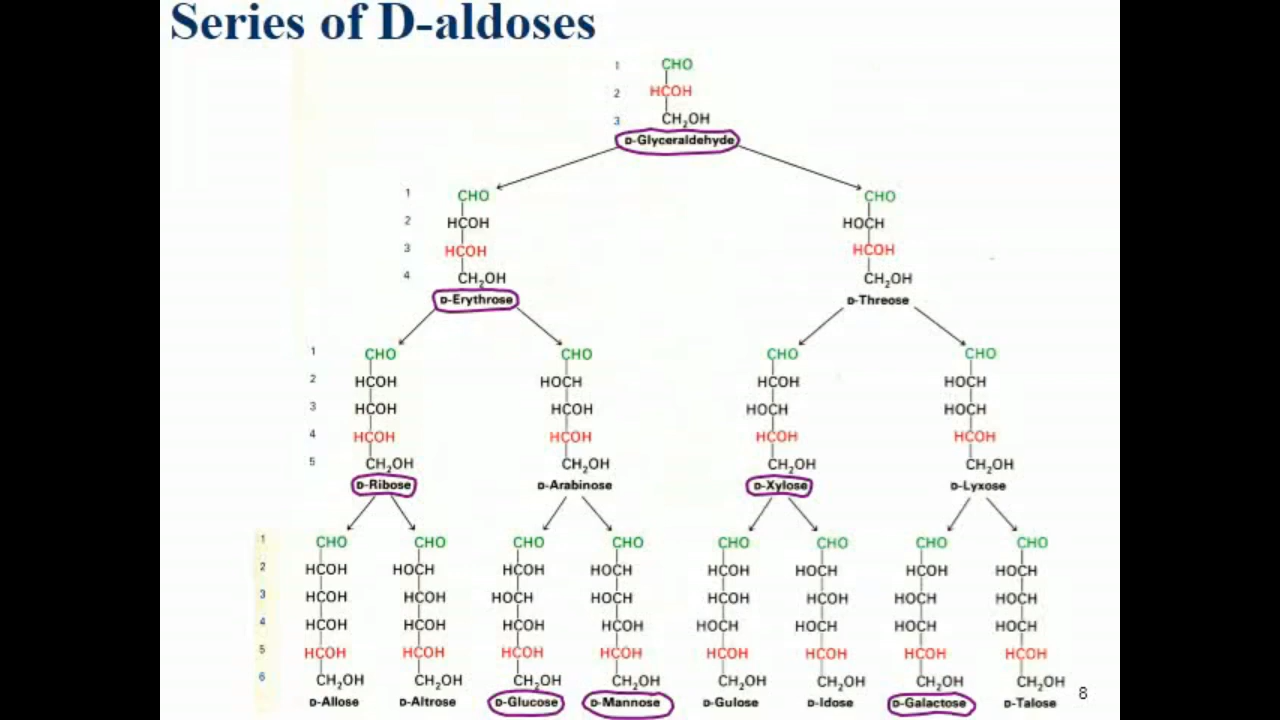 Series of D-aldoses
1 CHO
2 HCOH
3 CH₂OH
D-Glyceraldehyde
1 CHO CHO
2 HCOH HOCH
3 HCOH HCOH
4 CH₂OH CH₂OH
D-Erythrose D-Threose
1 CHO CHO CHO CHO
2 HCOH HOCH HCOH HOCH
3 HCOH HCOH HOCH HOCH
4 HCOH HCOH HCOH HCOH
5 CH₂OH CH₂OH CH₂OH CH₂OH
D-Ribose D-Arabinose D-Xylose D-Lyxose
1 CHO CHO CHO CHO CHO CHO CHO CHO
2 HCOH HOCH HCOH HOCH HCOH HOCH HCOH HOCH
3 HCOH HCOH HOCH HOCH HCOH HCOH HOCH HOCH
4 HCOH HCOH HCOH HCOH HOCH HOCH HOCH HOCH
5 HCOH HCOH HCOH HCOH HCOH HCOH HCOH HCOH
6 CH₂OH CH₂OH CH₂OH CH₂OH CH₂OH CH₂OH CH₂OH CH₂OH
D-Allose D-Altrose D-Glucose D-Mannose D-Gulose D-Idose D-Galactose D-Talose
8